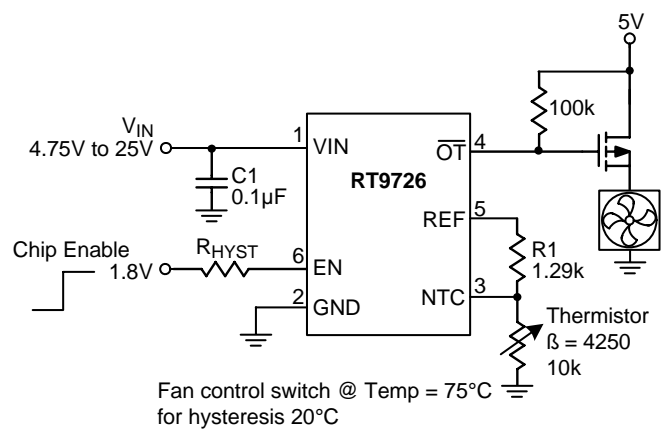 5V
100k
V_IN
4.75V to 25V
1
VIN
OT
4
C1
0.1µF
RT9726
REF
5
R1
1.29k
Chip Enable
1.8V
R_HYST
6
EN
2
GND
NTC
3
Thermistor
ß = 4250
10k
Fan control switch @ Temp = 75°C
for hysteresis 20°C